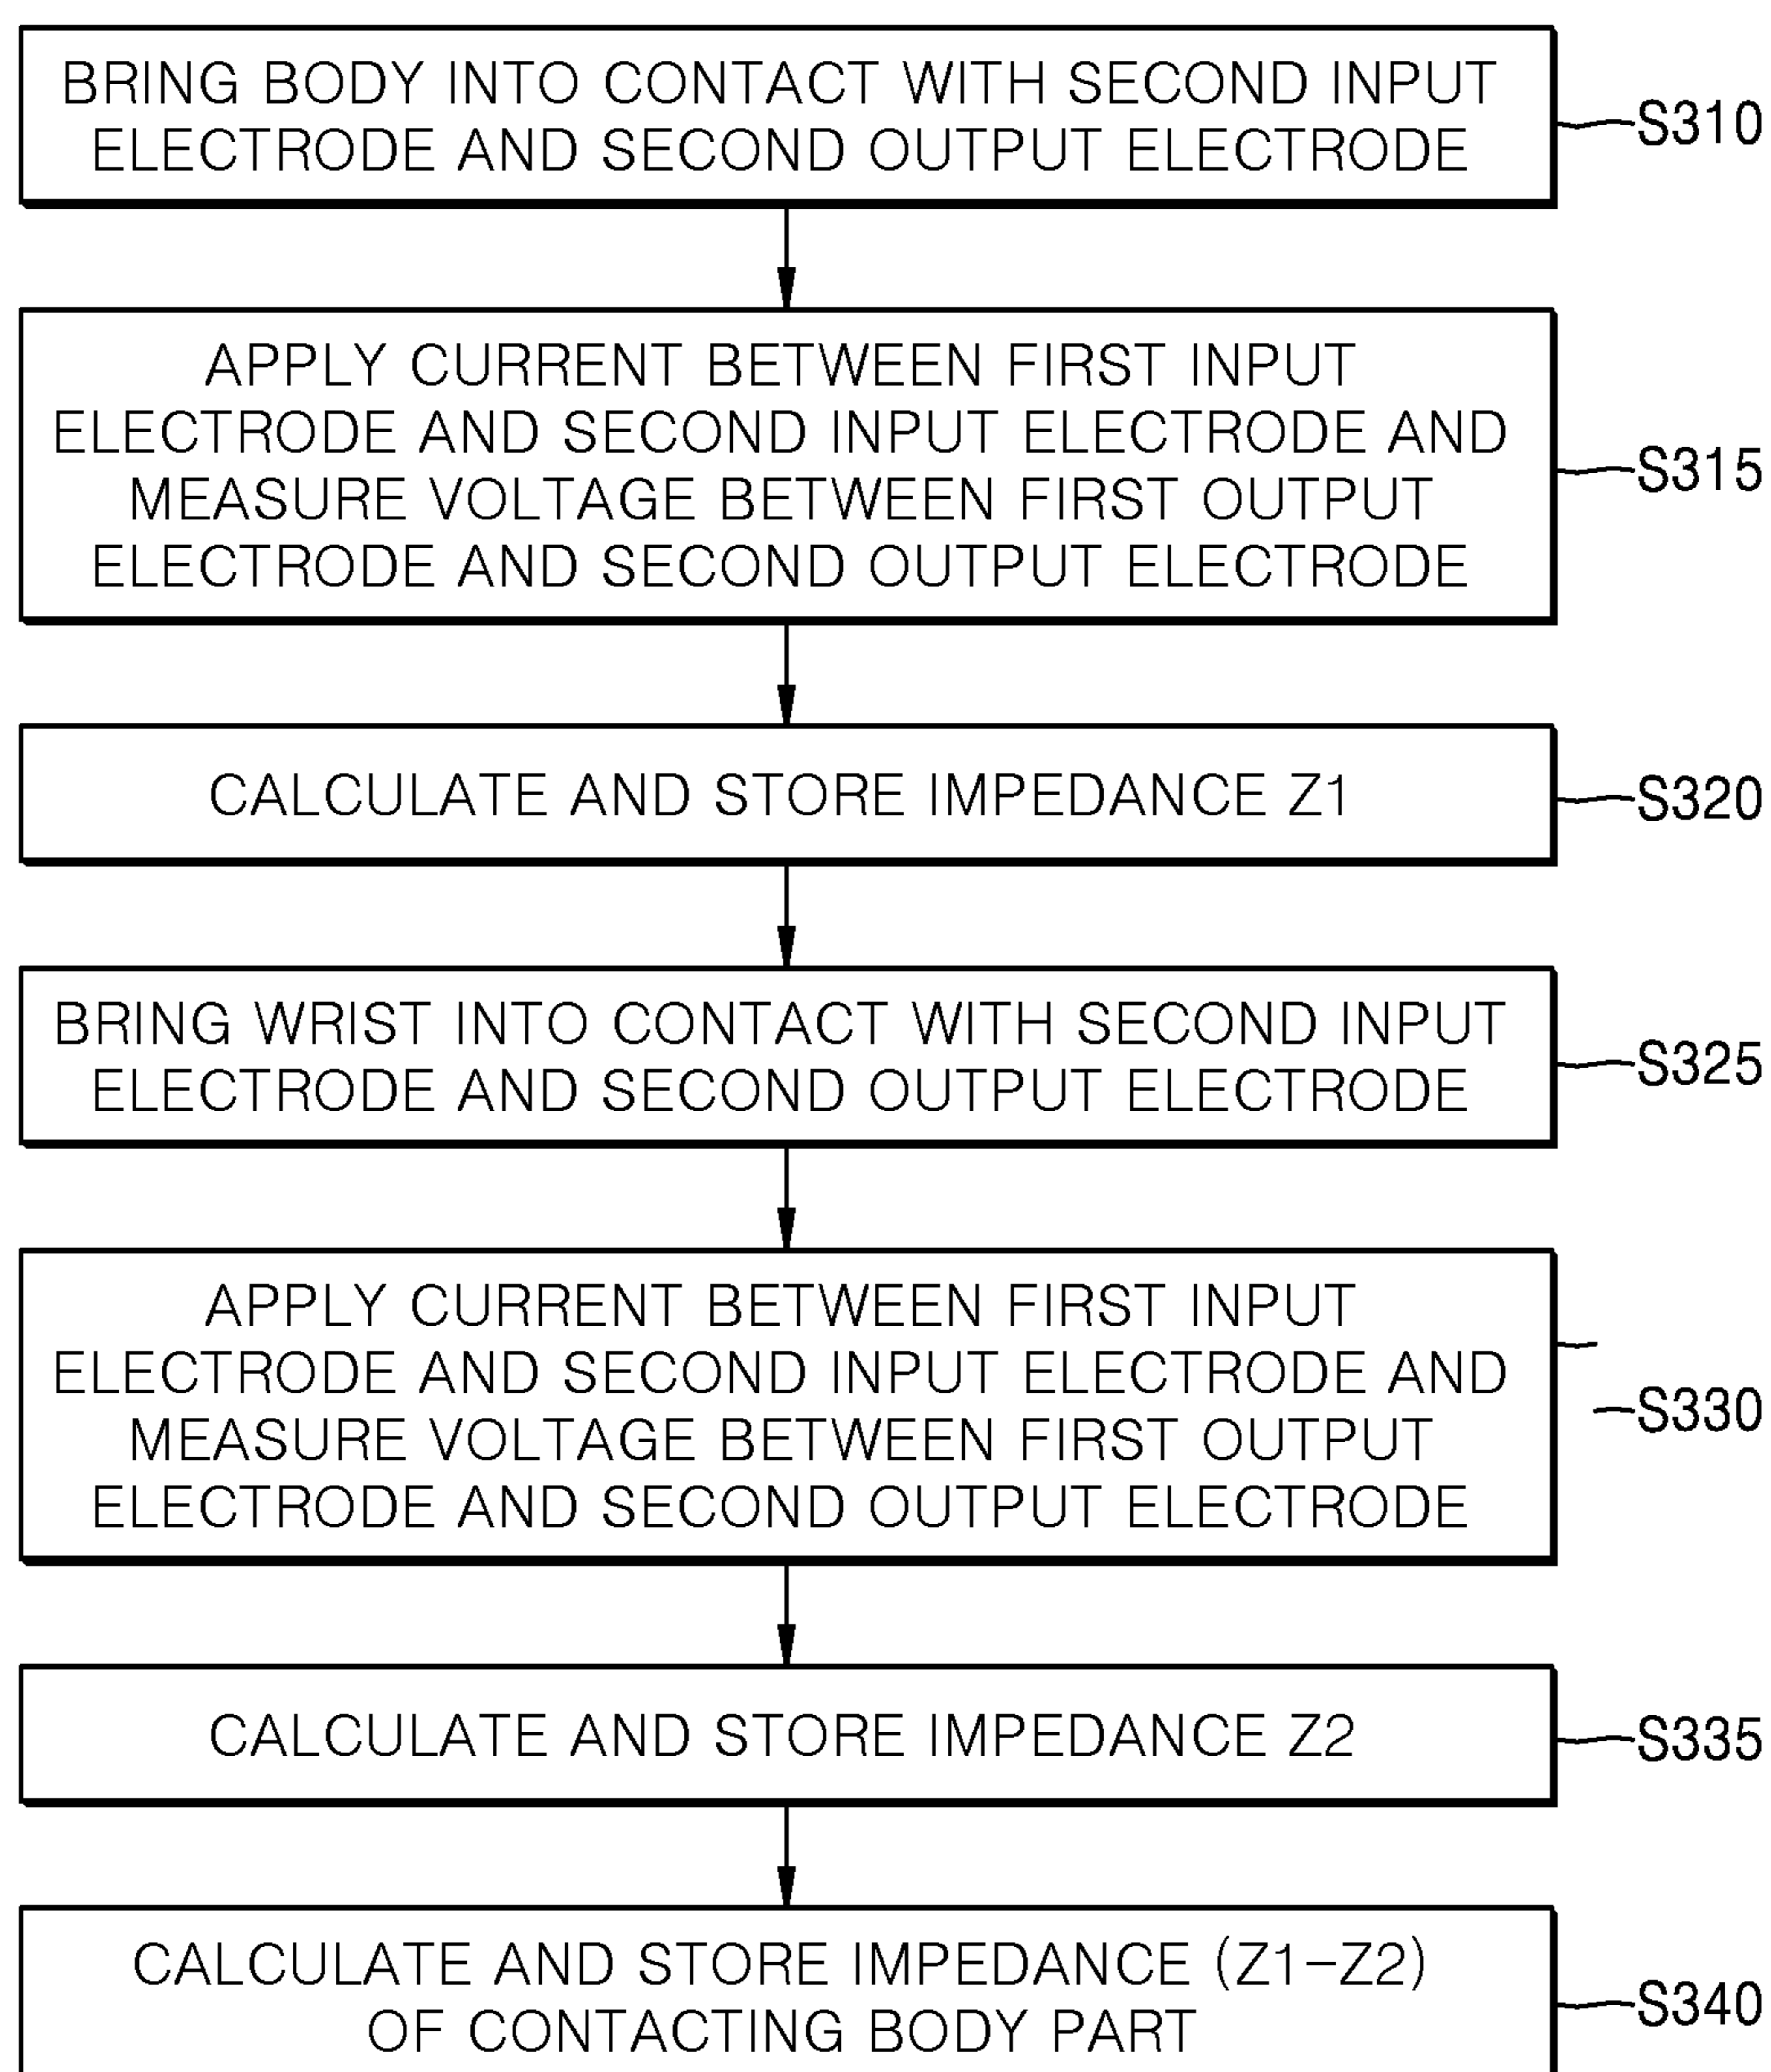 BRING BODY INTO CONTACT WITH SECOND INPUT
ELECTRODE AND SECOND OUTPUT ELECTRODE
S310
APPLY CURRENT BETWEEN FIRST INPUT
ELECTRODE AND SECOND INPUT ELECTRODE AND
MEASURE VOLTAGE BETWEEN FIRST OUTPUT
ELECTRODE AND SECOND OUTPUT ELECTRODE
S315
CALCULATE AND STORE IMPEDANCE Z1
S320
BRING WRIST INTO CONTACT WITH SECOND INPUT
ELECTRODE AND SECOND OUTPUT ELECTRODE
S325
APPLY CURRENT BETWEEN FIRST INPUT
ELECTRODE AND SECOND INPUT ELECTRODE AND
MEASURE VOLTAGE BETWEEN FIRST OUTPUT
ELECTRODE AND SECOND OUTPUT ELECTRODE
S330
CALCULATE AND STORE IMPEDANCE Z2
S335
CALCULATE AND STORE IMPEDANCE (Z1-Z2)
OF CONTACTING BODY PART
S340